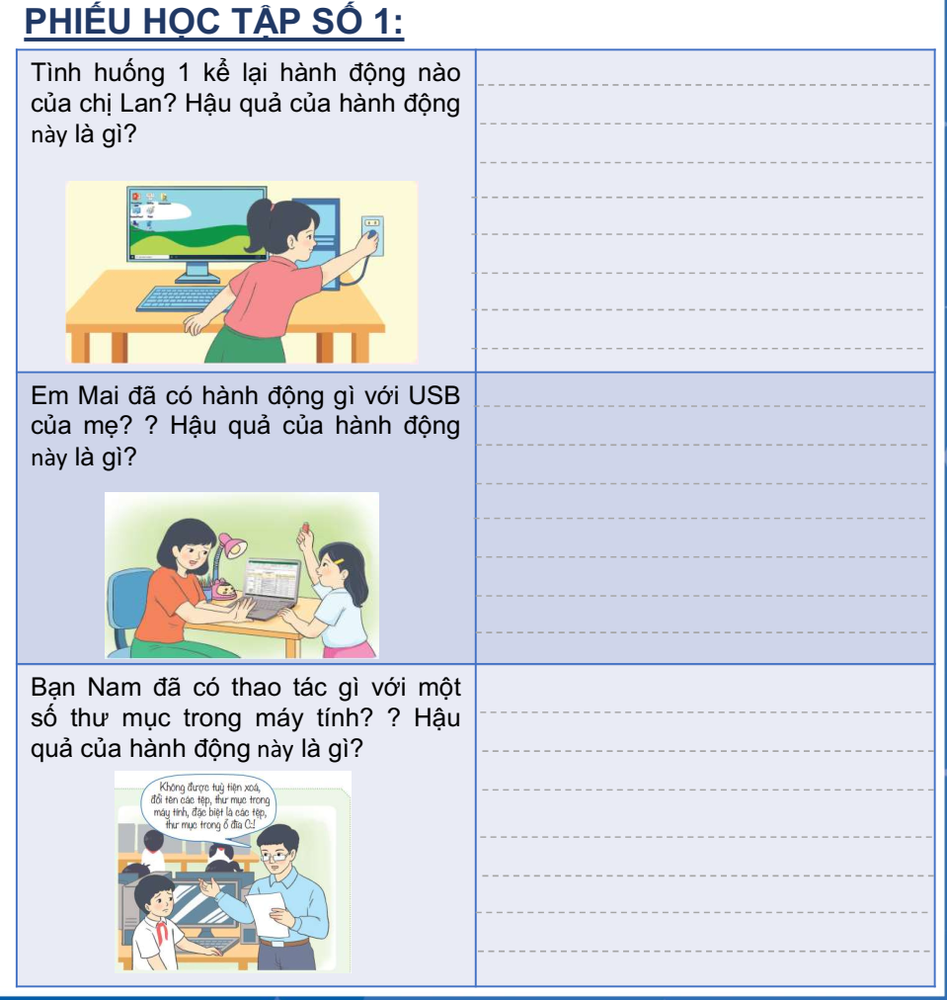 PHIẾU HỌC TẬP SỐ 1:
Tình huống 1 kể lại hành động nào
của chị Lan? Hậu quả của hành động
này là gì?
Em Mai đã có hành động gì với USB
của mẹ? ? Hậu quả của hành động
này là gì?
Bạn Nam đã có thao tác gì với một
số thư mục trong máy tính? ? Hậu
quả của hành động này là gì?
Không được tuỳ tiện xoá,
đổi tên các tệp, thư mục trong
máy tính, đặc biệt là các tệp,
thư mục trong ổ đĩa C:!